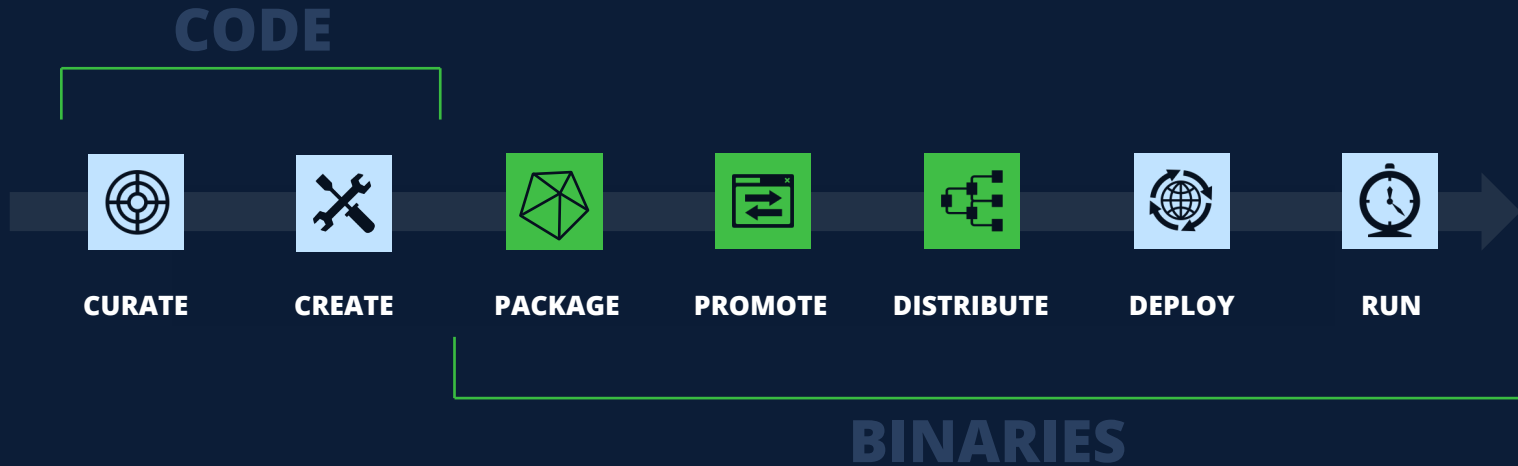 CODE
CURATE CREATE PACKAGE PROMOTE DISTRIBUTE DEPLOY RUN
BINARIES